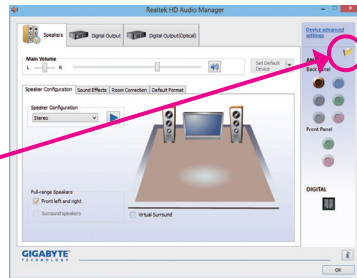 Realtek HD Audio Manager
Speakers
Digital Output
Digital Output(Optical)
Device advanced
settings
Main Volume
L
R
Set Default
Device
AN
Back Panel
Speaker Configuration
Sound Effects
Room Correction
Default Format
Speaker Configuration
Stereo
Front Panel
Full-range Speakers
Front left and right
Surround speakers
Virtual Surround
DIGITAL
GIGABYTE
TECHNOLOGY
i
OK